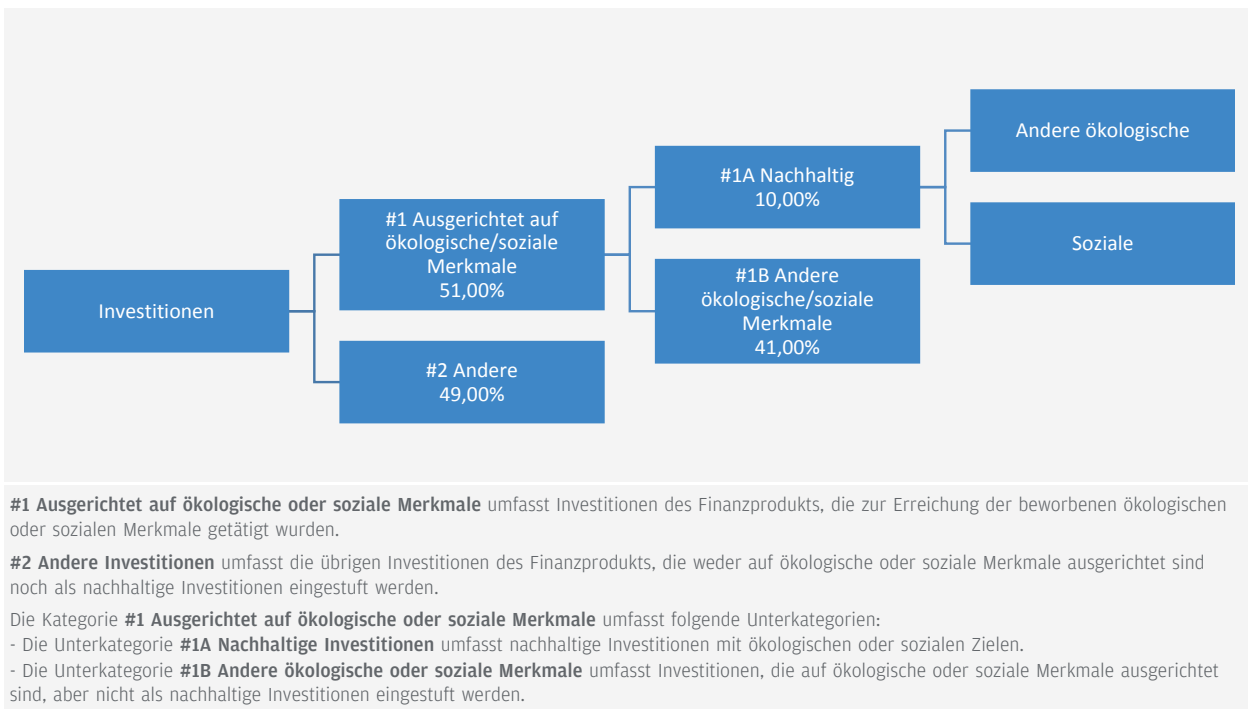 Investitionen
#1 Ausgerichtet auf
ökologische/soziale
Merkmale
51,00%
#2 Andere
49,00%
#1A Nachhaltig
10,00%
#1B Andere
ökologische/soziale
Merkmale
41,00%
Andere ökologische
Soziale
#1 Ausgerichtet auf ökologische oder soziale Merkmale umfasst Investitionen des Finanzprodukts, die zur Erreichung der beworbenen ökologischen
oder sozialen Merkmale getätigt wurden.
#2 Andere Investitionen umfasst die übrigen Investitionen des Finanzprodukts, die weder auf ökologische oder soziale Merkmale ausgerichtet sind
noch als nachhaltige Investitionen eingestuft werden.
Die Kategorie #1 Ausgerichtet auf ökologische oder soziale Merkmale umfasst folgende Unterkategorien:
- Die Unterkategorie #1A Nachhaltige Investitionen umfasst nachhaltige Investitionen mit ökologischen oder sozialen Zielen.
- Die Unterkategorie #1B Andere ökologische oder soziale Merkmale umfasst Investitionen, die auf ökologische oder soziale Merkmale ausgerichtet
sind, aber nicht als nachhaltige Investitionen eingestuft werden.